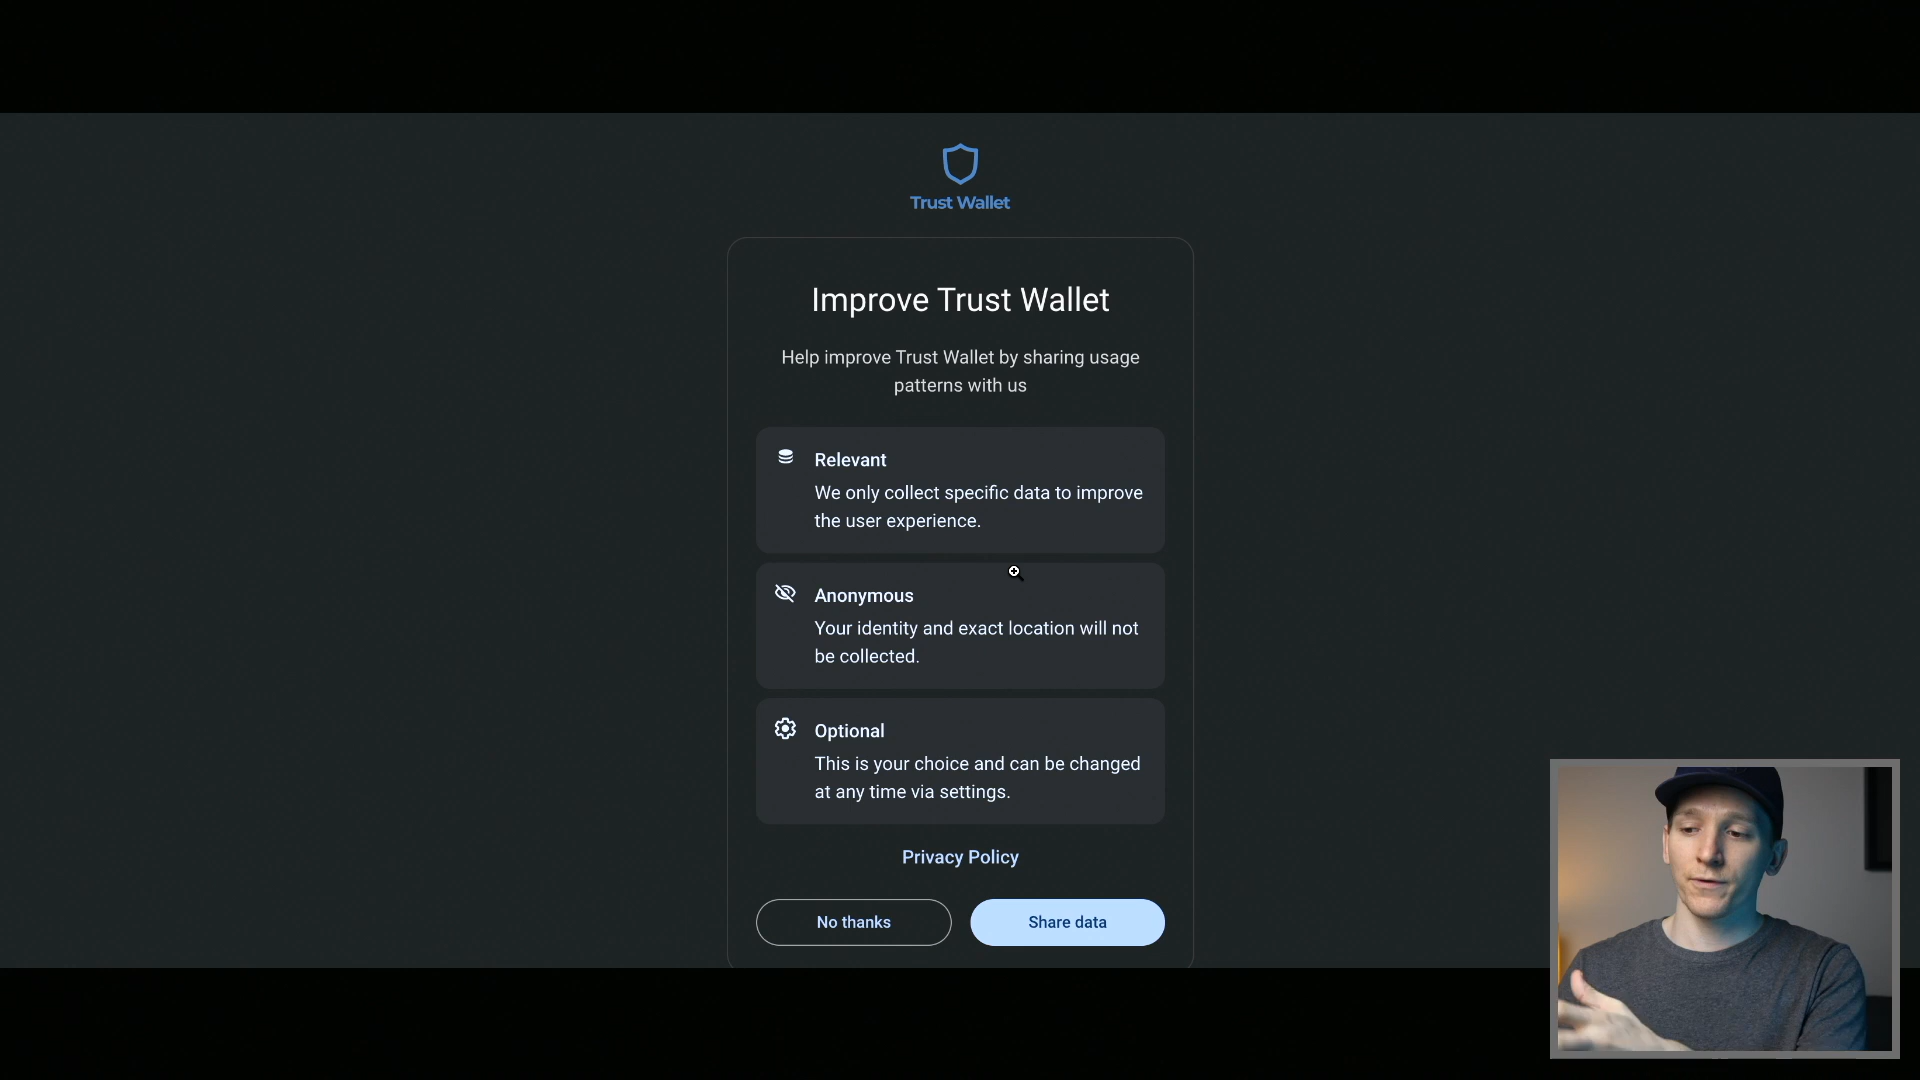 Trust Wallet
Improve Trust Wallet
Help improve Trust Wallet by sharing usage
patterns with us
Relevant
We only collect specific data to improve
the user experience.
Anonymous
Your identity and exact location will not
be collected.
Optional
This is your choice and can be changed
at any time via settings.
Privacy Policy
No thanks
Share data